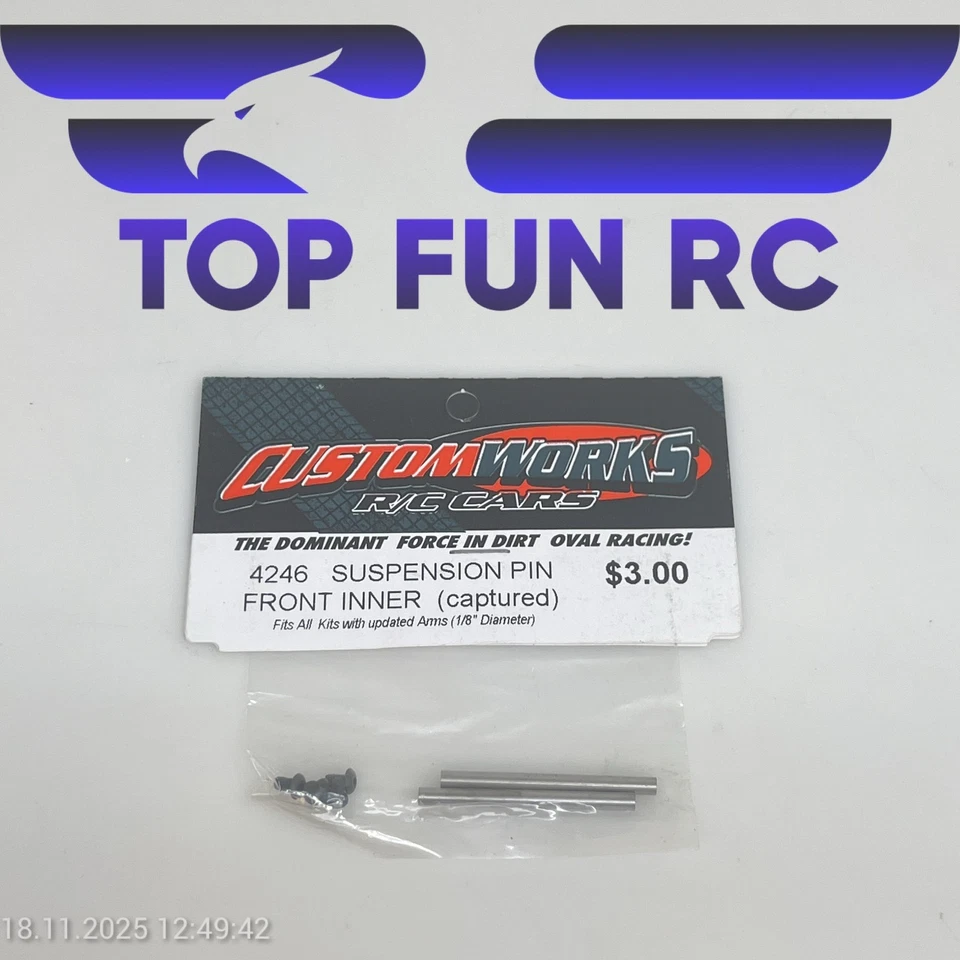 TOP FUN RC
CUSTOMWORKS
R/C CARS
THE DOMINANT FORCE IN DIRT OVAL RACING!
4246 SUSPENSION PIN $3.00
FRONT INNER (captured)
Fits All Kits with updated Arms (1/8" Diameter)
18.11.2025 12:49:42